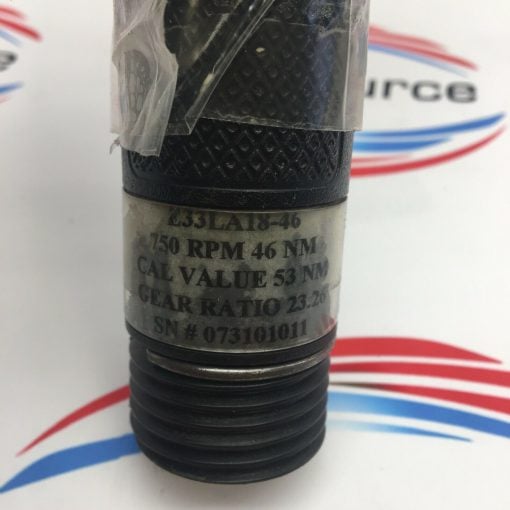 urce
E33LA18-46
750 RPM 46 NM
CAL VALUE 53 NM
GEAR RATIO 23.26
SN # 073101011